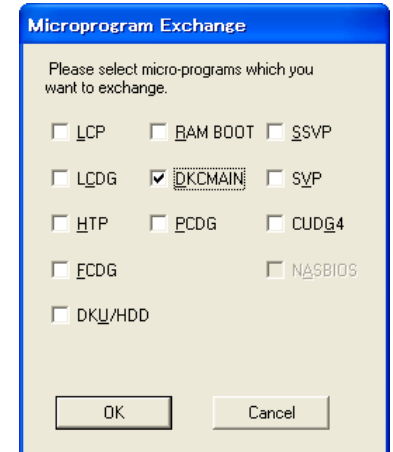 Microprogram Exchange
Please select micro-programs which you
want to exchange.
LCP RAM BOOT SSVP
LCDG DKCMAIN SVP
HTP PCDG CUDG4
FCDG NASBIOS
DKU/HDD
OK Cancel